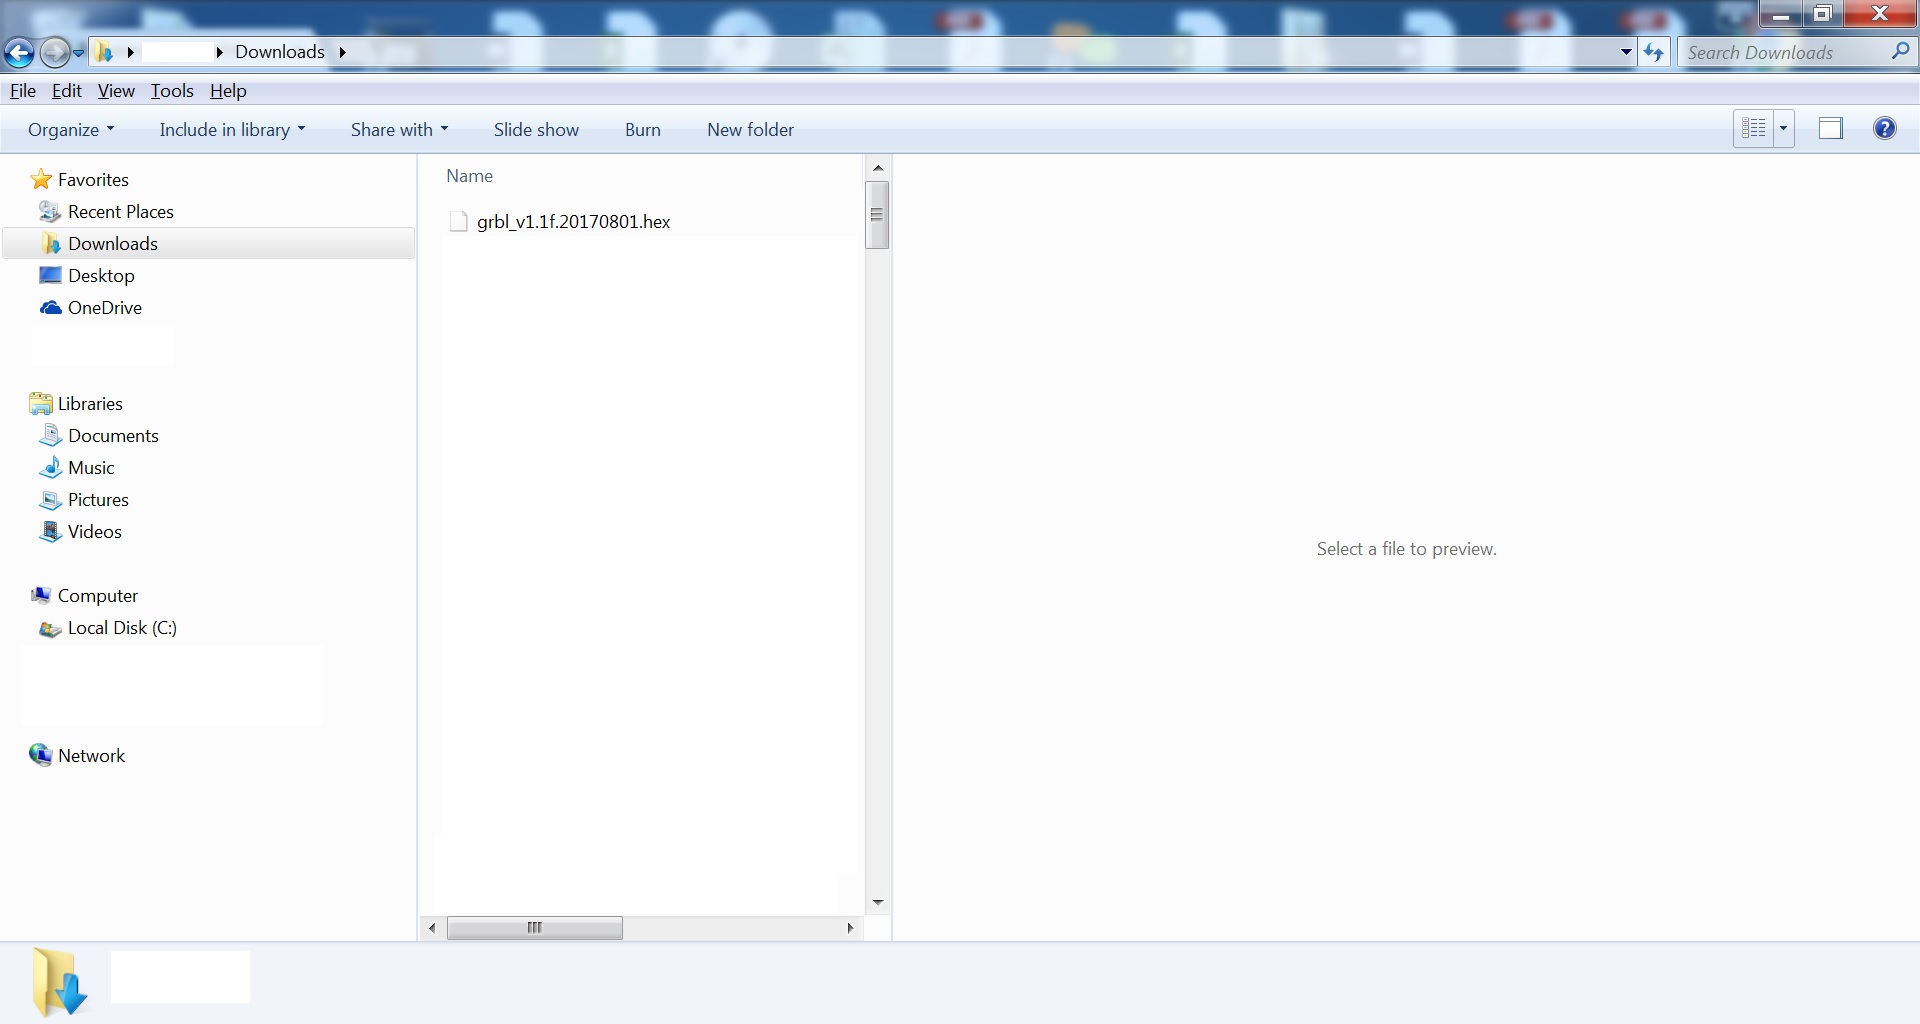 Downloads
Search Downloads
File Edit View Tools Help
Organize Include in library Share with Slide show Burn New folder
Favorites
Recent Places
Downloads
Desktop
OneDrive
Libraries
Documents
Music
Pictures
Videos
Computer
Local Disk (C:)
Network
Name
grbl_v1.1f.20170801.hex
Select a file to preview.